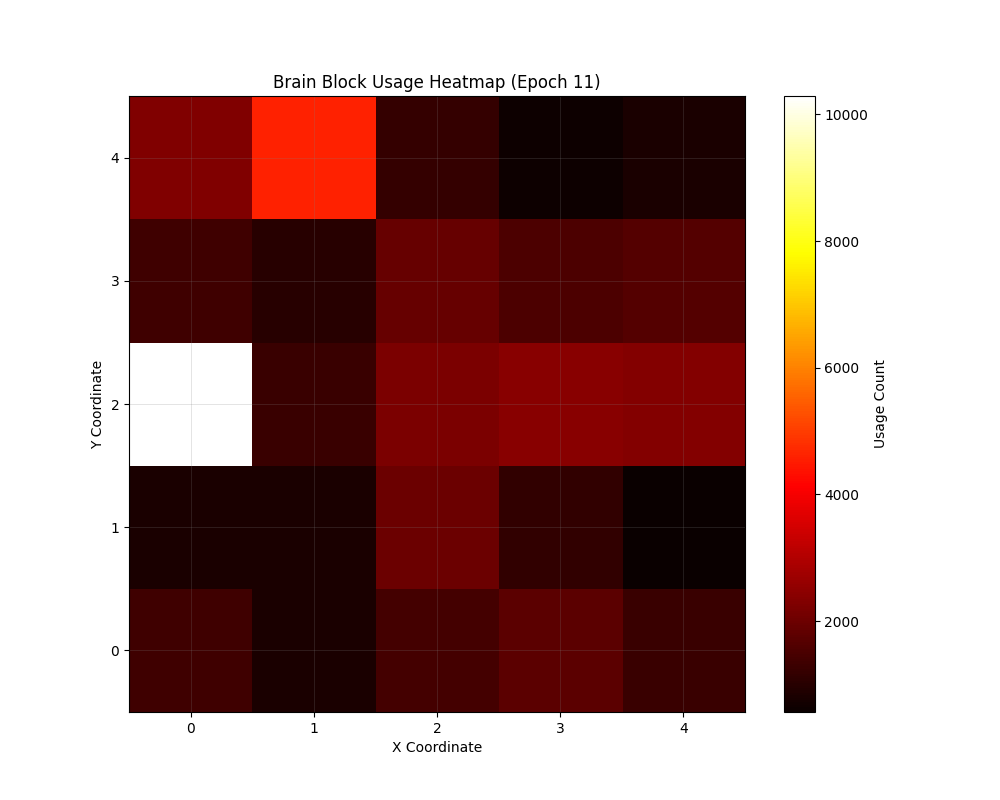 Brain Block Usage Heatmap (Epoch 11)
4
3
2
1
0
Y Coordinate
0 1 2 3 4
X Coordinate
10000
8000
6000
4000
2000
Usage Count